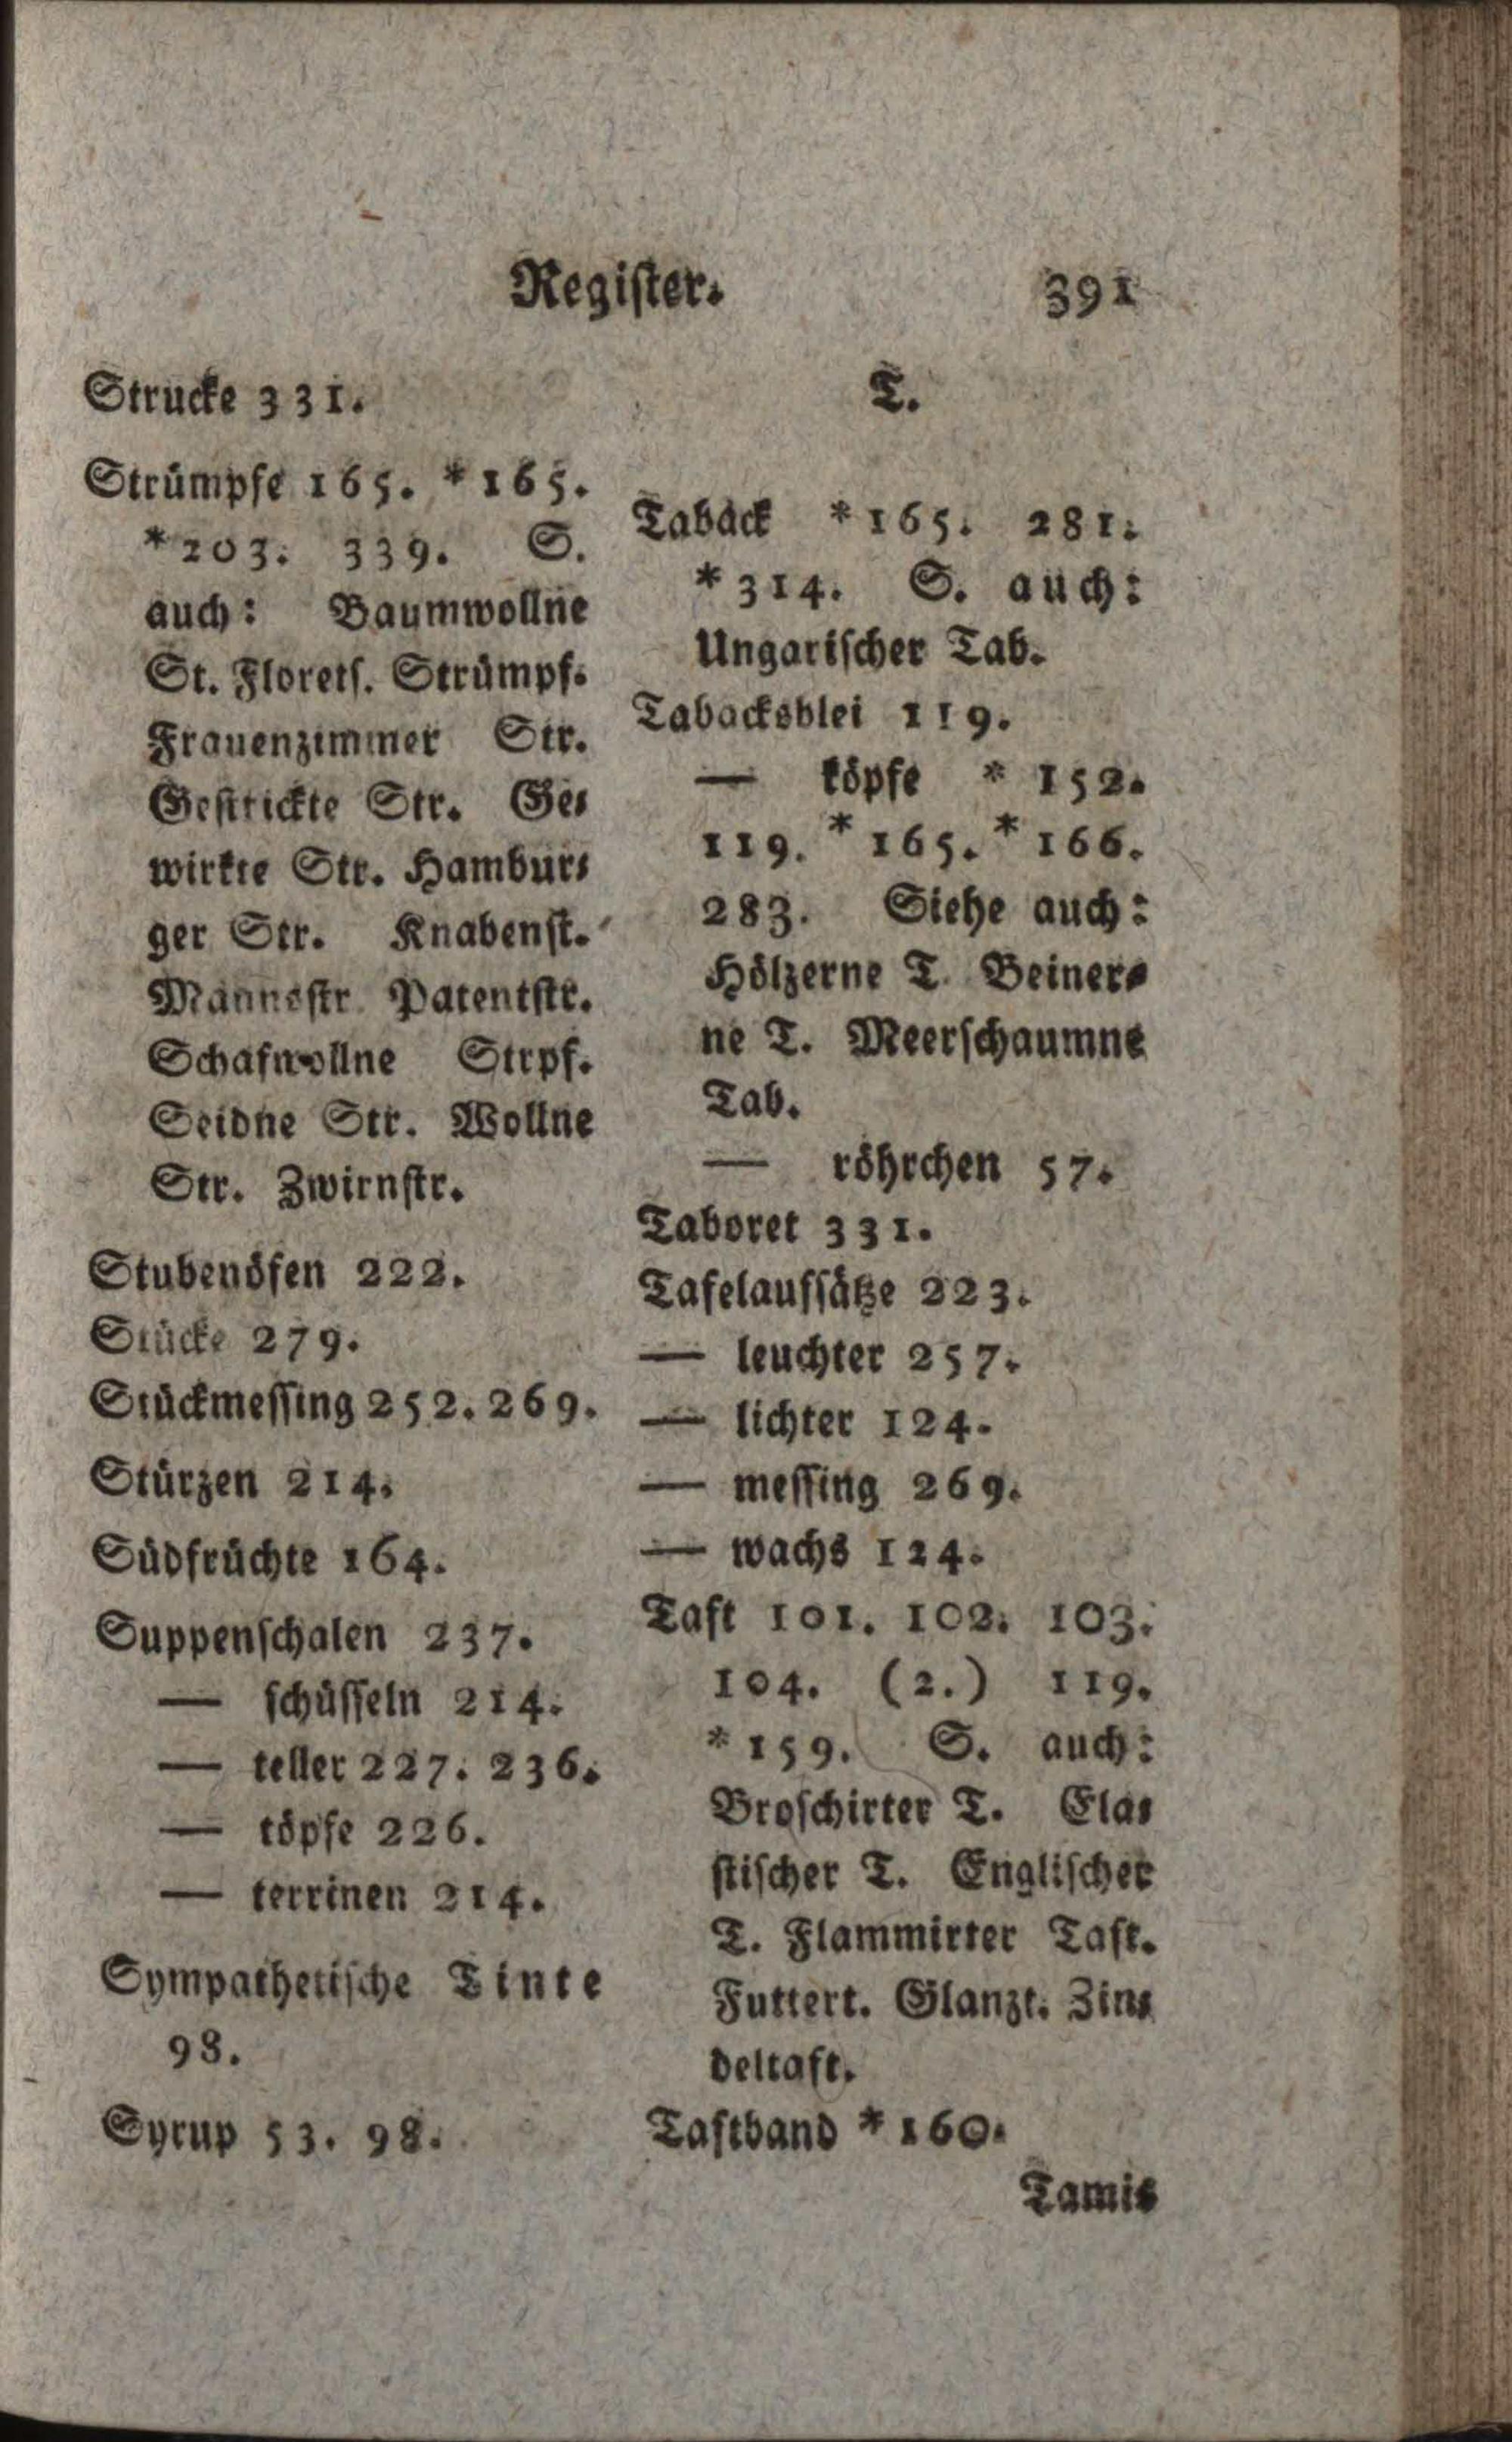 Register.
391
Strucke 331.
Strümpfe 165. *165.
*203. 339. S.
auch: Baumwollne
St. Florets. Strümpf.
Frauenzimmer Str.
Gestrickte Str. Ge⸗
wirkte Str. Hambur⸗
ger Str. Knabenst.
Mannsstr. Patentstr.
Schafwollne Strpf.
Seidne Str. Wollne
Str. Zwirnstr.
Stubenöfen 222.
Stücke 279.
Stückmessing 252. 269.
Stürzen 214.
Südfrüchte 164.
Suppenschalen 237.
— schüsseln 214.
— teller 227. 236.
— töpfe 226.
— terrinen 214.
Sympathetische Tinte
98.
Syrup 53. 98.
T.
Taback *165. 281.
*314. S. auch:
Ungarischer Tab.
Tabacksblei 119.
— köpfe *152.
119. *165. *166.
283. Siehe auch:
Hölzerne T. Beiner⸗
ne T. Meerschaumne
Tab.
— röhrchen 57.
Taboret 331.
Tafelaufsätze 223.
— leuchter 257.
— lichter 124.
— messing 269.
— wachs 124.
Taft 101. 102. 103.
104. (2.) 119.
*159. S. auch:
Broschirter T. Ela⸗
stischer T. Englischer
T. Flammirter Taft.
Futtert. Glanzt. Zin⸗
deltaft.
Taftband *160.
Tamis